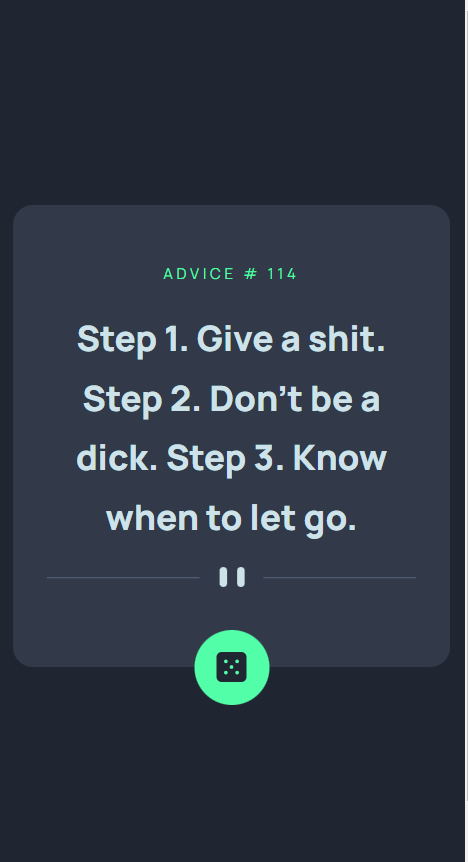 ADVICE # 114
Step 1. Give a shit.
Step 2. Don’t be a
dick. Step 3. Know
when to let go.